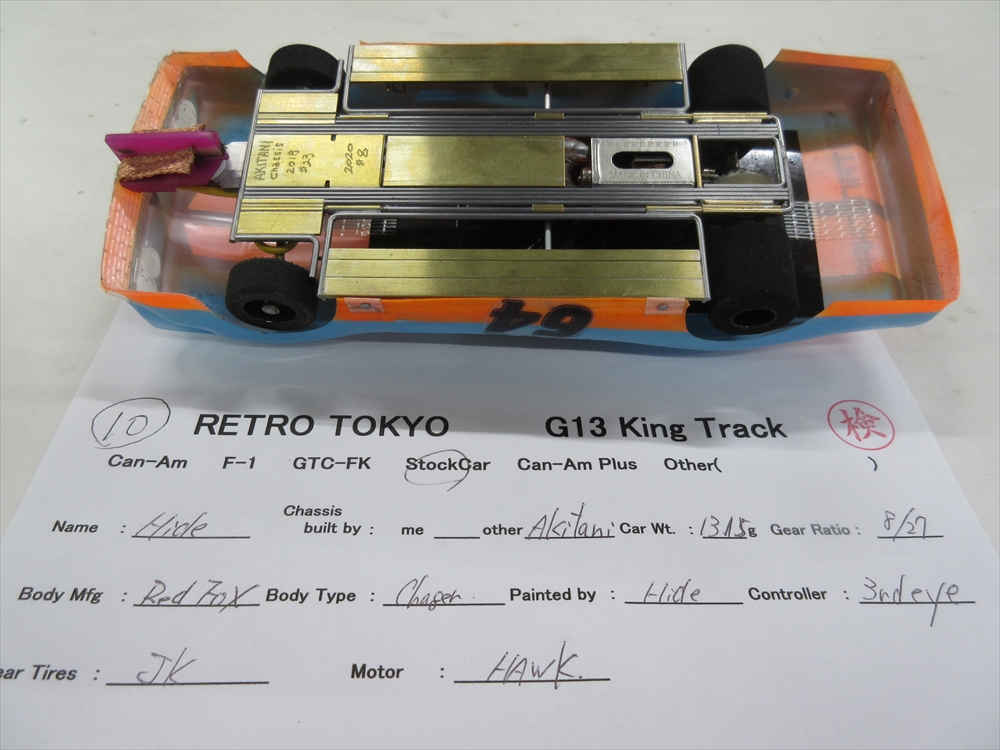 AKITANI
chassis
2018
#23
2020
#8
MADE IN CHINA
64
10 RETRO TOKYO G13 King Track 検
Can-Am F-1 GTC-FK StockCar Can-Am Plus Other( )
Name : Hide Chassis built by : me ____ other Akitani Car Wt. : 131.5g Gear Ratio : 8/27
Body Mfg : Red Fox Body Type : Chaser Painted by : Hide Controller : 3rd eye
ear Tires : JK Motor : HAWK.